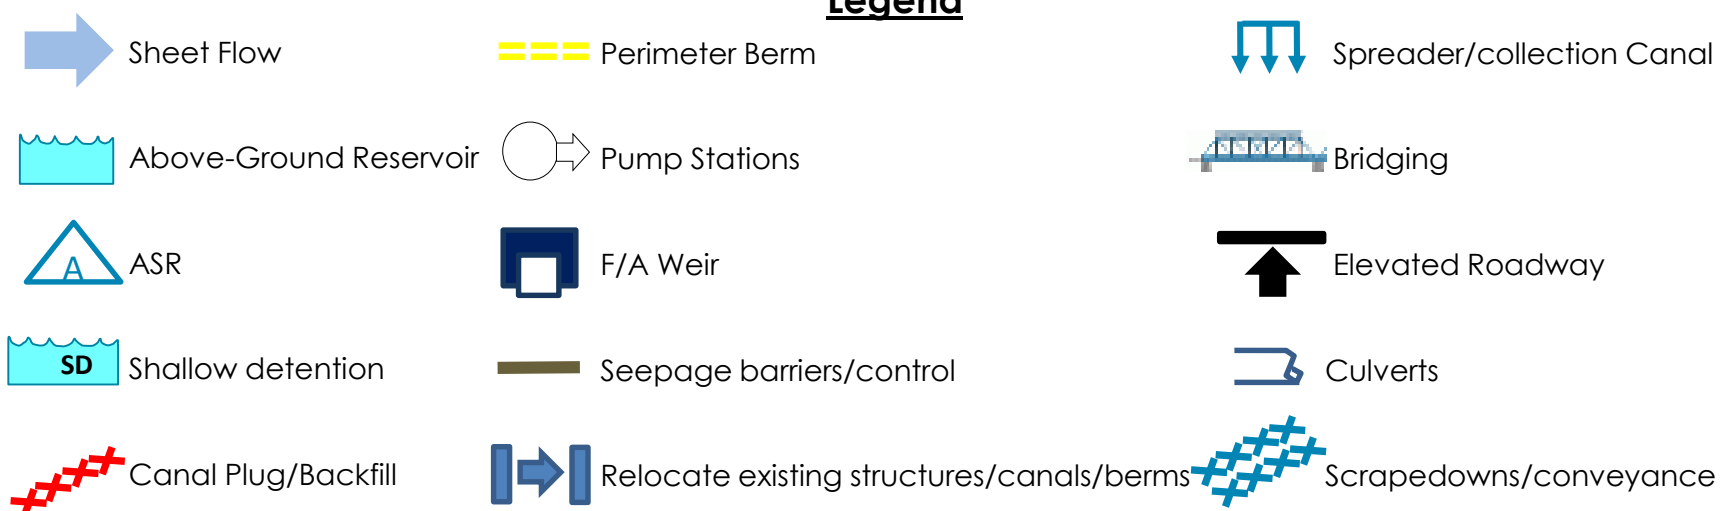 Legend
Sheet Flow
Perimeter Berm
Spreader/collection Canal
Above-Ground Reservoir
Pump Stations
Bridging
A
ASR
F/A Weir
Elevated Roadway
SD
Shallow detention
Seepage barriers/control
Culverts
Canal Plug/Backfill
Relocate existing structures/canals/berms
Scrapedowns/conveyance